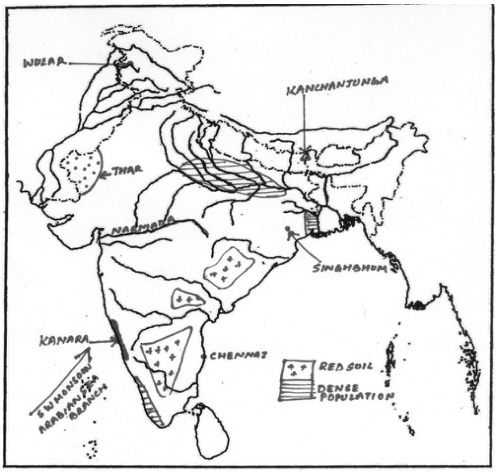 WULAR
KANCHANJUNGA
THAR
NARMADA
SINGHBHUM
KANARA
CHENNAI
SW MONSOON
ARABIAN SEA
BRANCH
RED SOIL
DENSE
POPULATION